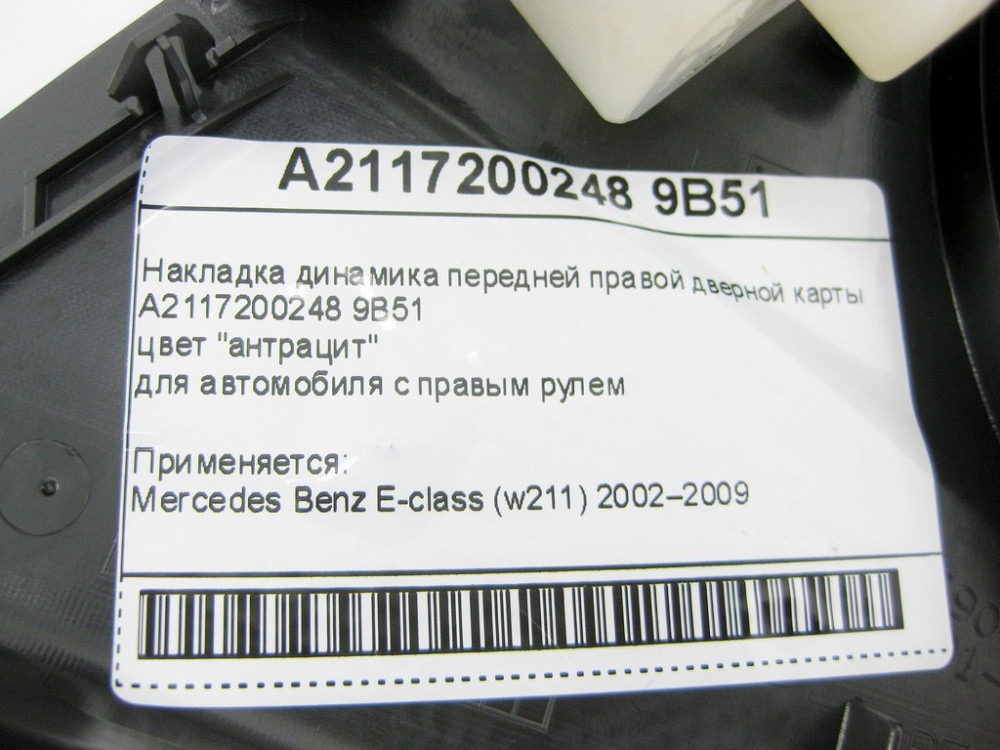 A2117200248 9B51
Накладка динамика передней правой дверной карты
A2117200248 9B51
цвет "антрацит"
для автомобиля с правым рулем
Применяется:
Mercedes Benz E-class (w211) 2002–2009